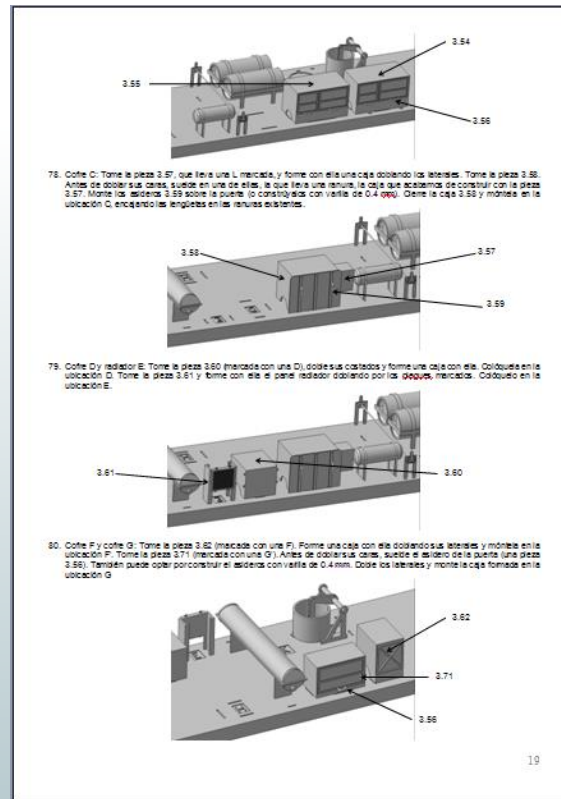 3.54
3.55
3.56
78. Cofre C: Tome la pieza 3.57, que lleva una L marcada, y forme con ella una caja doblando los laterales. Tome la pieza 3.58.
Antes de doblar sus caras, suelde en una de ellas, la que lleva una ranura, la caja que acabamos de construir con la pieza
3.57. Monte los asideros 3.59 sobre la puerta (o constrúyalos con varilla de 0.4 mm). Cierre la caja 3.58 y móntela en la
ubicación C, encajando las lengüetas en las ranuras existentes.
3.58
3.57
3.59
79. Cofre D y radiador E: Tome la pieza 3.60 (marcada con una D), doble sus costados y forme una caja con ella. Colóquela en la
ubicación D. Tome la pieza 3.61 y forme con ella el panel radiador doblando por los plegues, marcados. Colóquelo en la
ubicación E.
3.61
3.60
80. Cofre F y cofre G: Tome la pieza 3.62 (marcada con una F). Forme una caja con ella doblando sus laterales y móntela en la
ubicación F. Tome la pieza 3.71 (marcada con una G'). Antes de doblar sus caras, suelde el asidero de la puerta (una pieza
3.56). También puede optar por construir el asideros con varilla de 0.4 mm. Doble los laterales y monte la caja formada en la
ubicación G
3.62
3.71
3.56
19